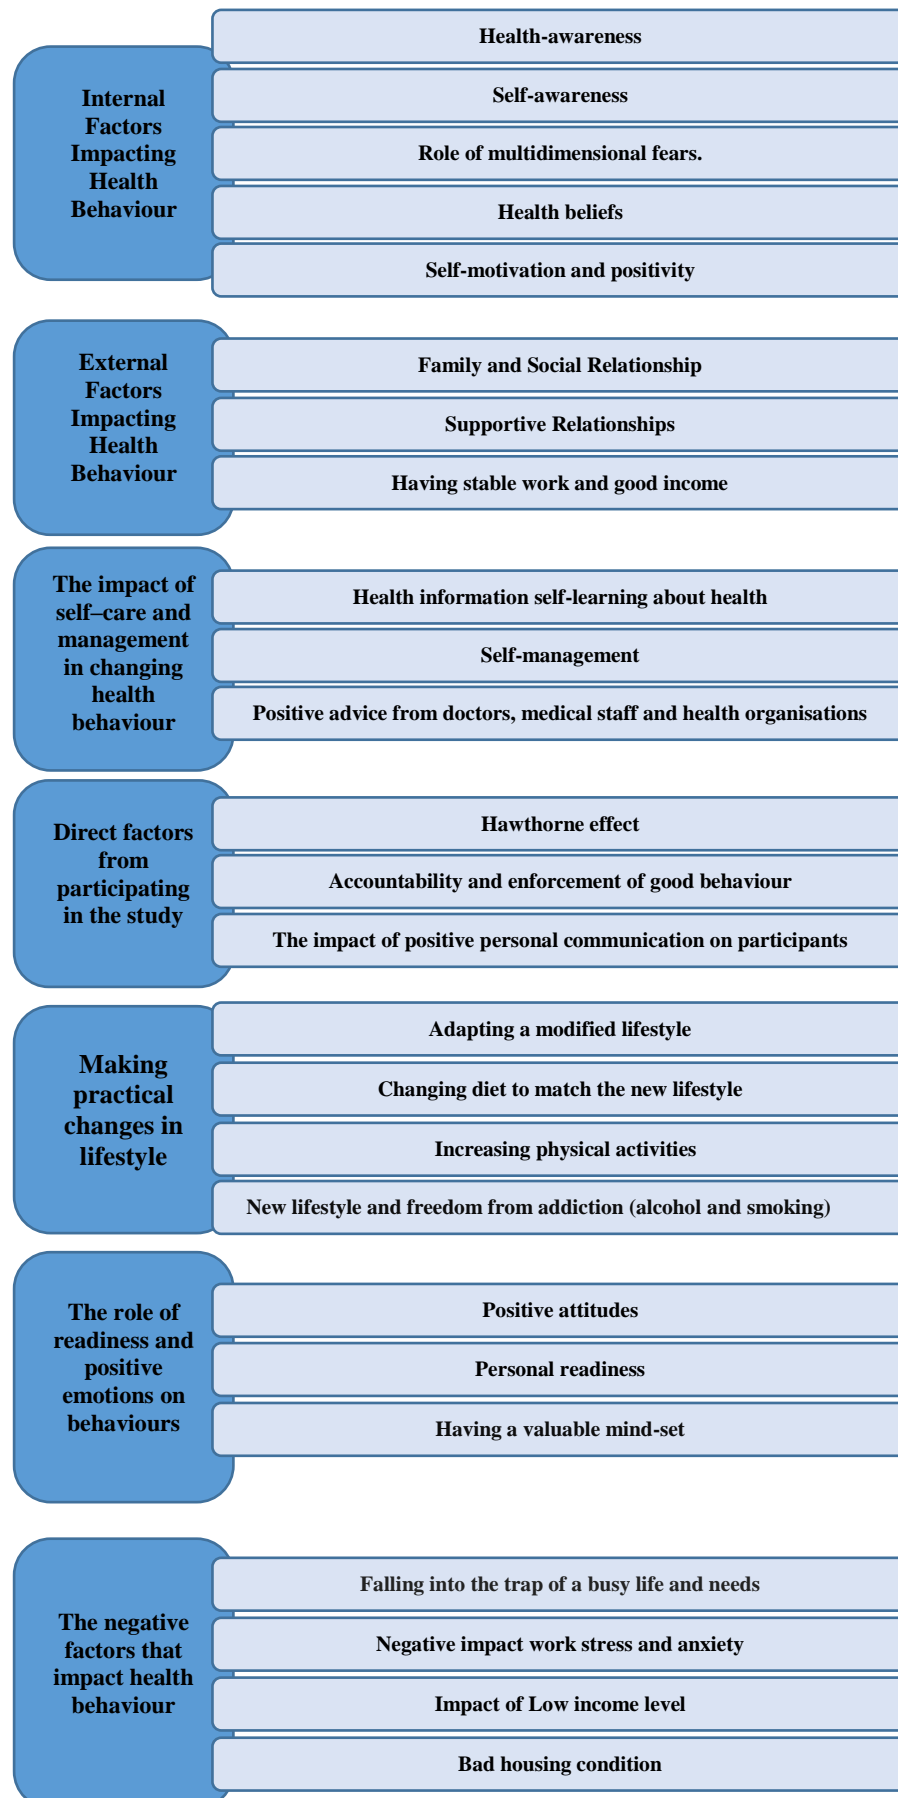 Internal
Factors
Impacting
Health
Behaviour
Health-awareness
Self-awareness
Role of multidimensional fears.
Health beliefs
Self-motivation and positivity
External
Factors
Impacting
Health
Behaviour
Family and Social Relationship
Supportive Relationships
Having stable work and good income
The impact of
self–care and
management
in changing
health
behaviour
Health information self-learning about health
Self-management
Positive advice from doctors, medical staff and health organisations
Direct factors
from
participating
in the study
Hawthorne effect
Accountability and enforcement of good behaviour
The impact of positive personal communication on participants
Making
practical
changes in
lifestyle
Adapting a modified lifestyle
Changing diet to match the new lifestyle
Increasing physical activities
New lifestyle and freedom from addiction (alcohol and smoking)
The role of
readiness and
positive
emotions on
behaviours
Positive attitudes
Personal readiness
Having a valuable mind-set
The negative
factors that
impact health
behaviour
Falling into the trap of a busy life and needs
Negative impact work stress and anxiety
Impact of Low income level
Bad housing condition